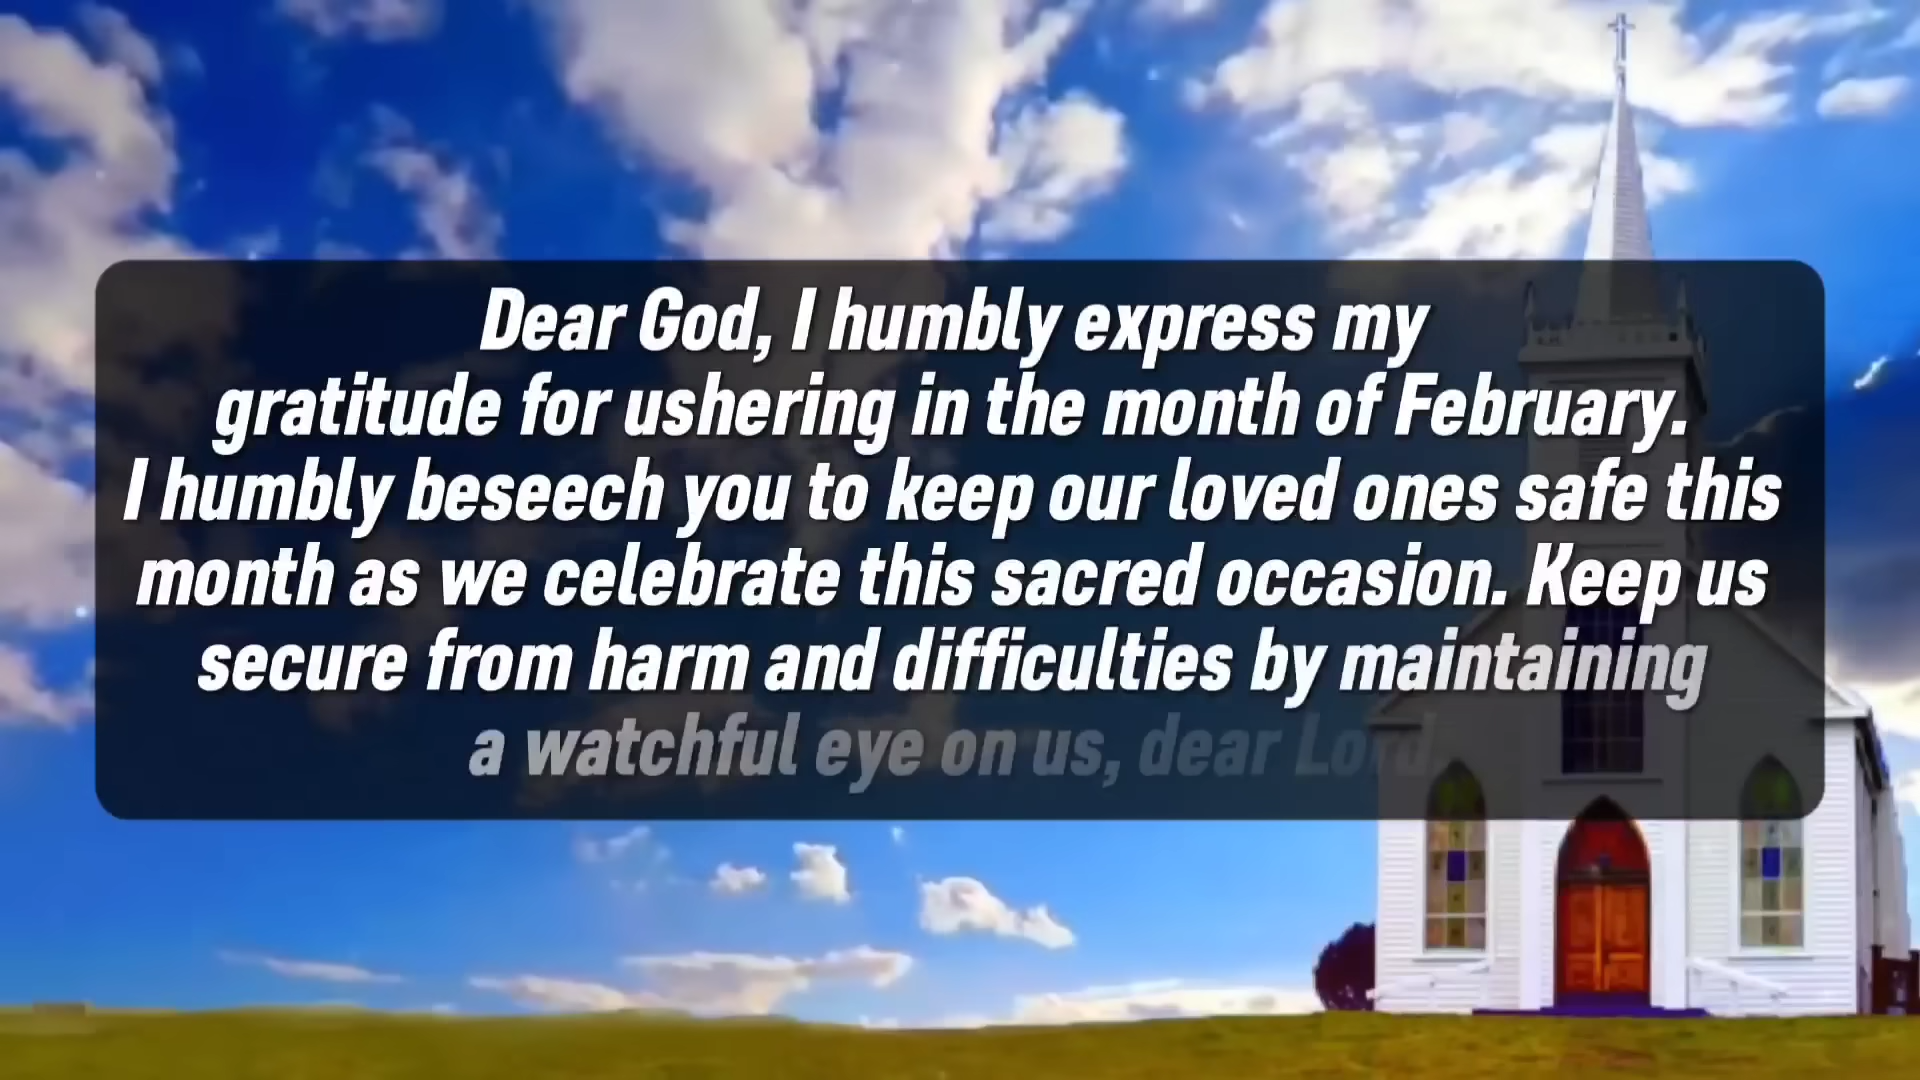 Dear God, I humbly express my
gratitude for ushering in the month of February.
I humbly beseech you to keep our loved ones safe this
month as we celebrate this sacred occasion. Keep us
secure from harm and difficulties by maintaining
a watchful eye on us, dear Lord.